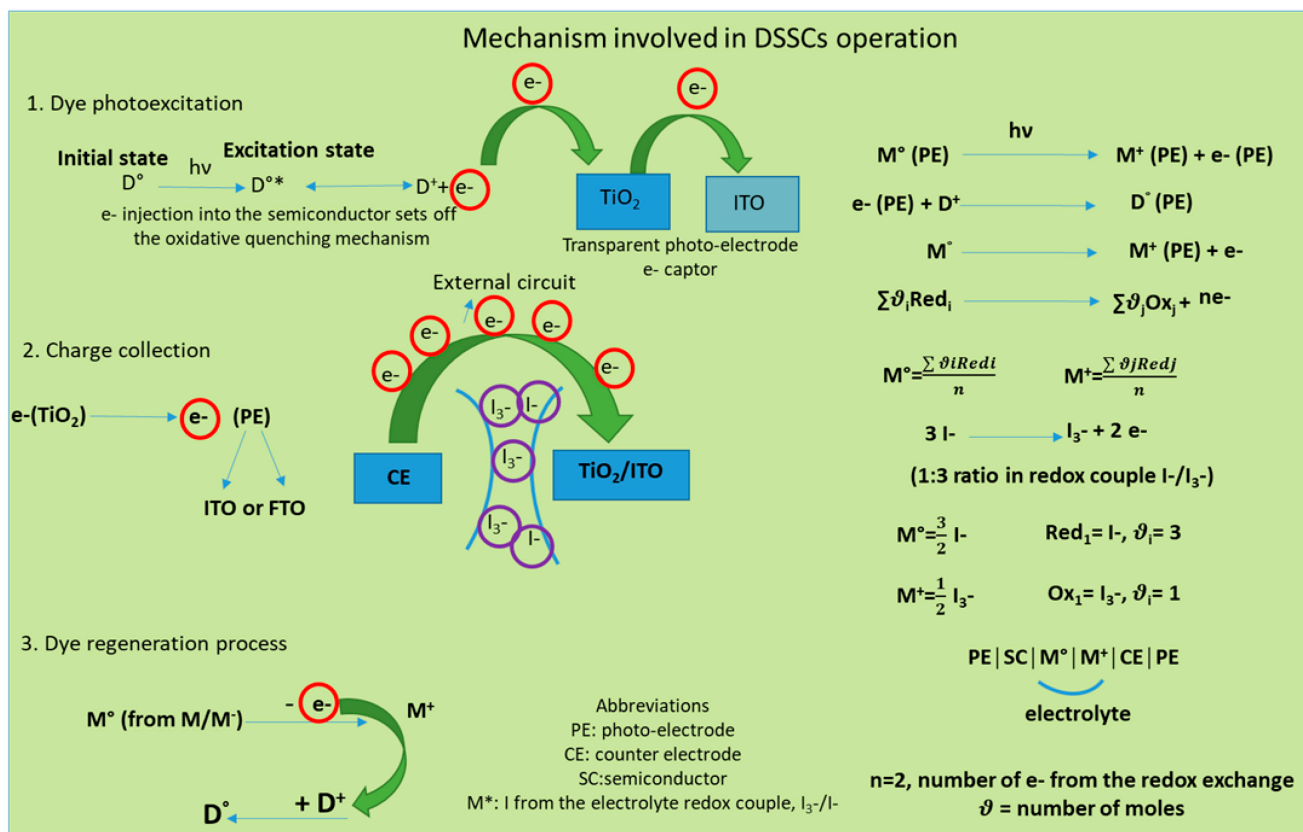 Mechanism involved in DSSCs operation
1. Dye photoexcitation
Initial state
hν
Excitation state
D°
D°*
D⁺+ e-
e- injection into the semiconductor sets off
the oxidative quenching mechanism
e-
e-
TiO₂
ITO
Transparent photo-electrode
e- captor
External circuit
2. Charge collection
e-(TiO₂)
e-
(PE)
ITO or FTO
e-
e-
e-
e-
e-
I₃-
I-
I₃-
I₃-
I-
CE
TiO₂/ITO
3. Dye regeneration process
M° (from M/M⁻)
- e-
M⁺
+ D⁺
D°
Abbreviations
PE: photo-electrode
CE: counter electrode
SC:semiconductor
M*: I from the electrolyte redox couple, I₃-/I-
hν
M° (PE)
M⁺ (PE) + e- (PE)
e- (PE) + D⁺
D° (PE)
M°
M⁺ (PE) + e-
∑ϑᵢRedᵢ
∑ϑⱼOxⱼ+ ne-
M°=∑ ϑiRedi/n
M⁺=∑ ϑjRedj/n
3 I-
I₃- + 2 e-
(1:3 ratio in redox couple I-/I₃-)
M°=3/2 I-
Red₁= I-, ϑᵢ= 3
M⁺=1/2 I₃-
Ox₁= I₃-, ϑᵢ= 1
PE|SC|M°|M⁺|CE|PE
electrolyte
n=2, number of e- from the redox exchange
ϑ = number of moles